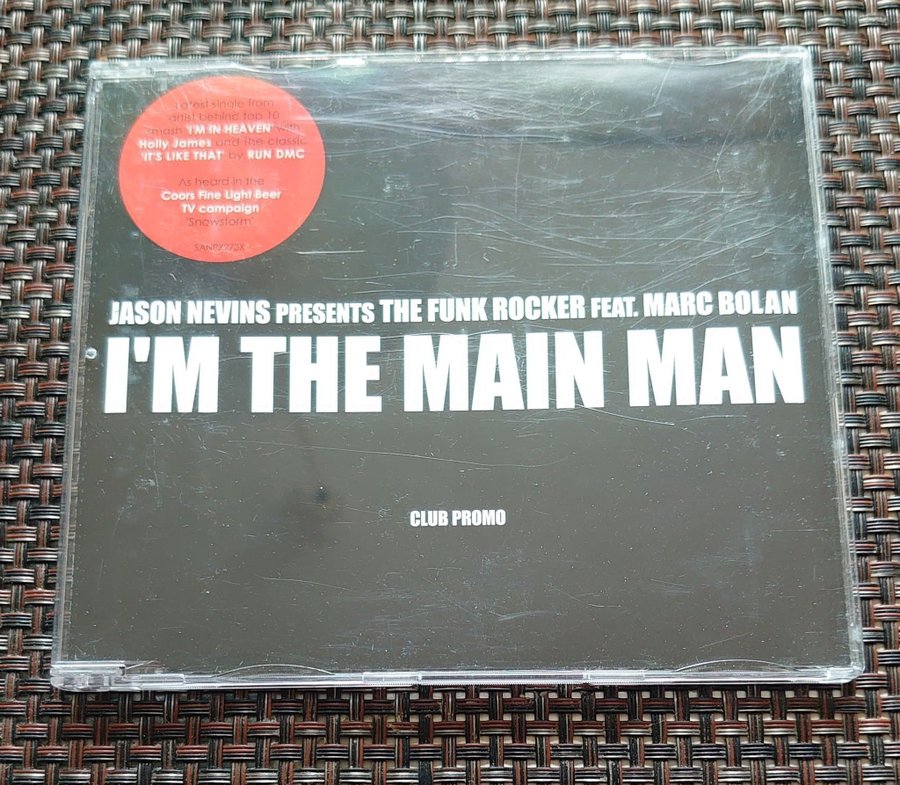 Latest single from
artist behind top 10
smash 'I'M IN HEAVEN' with
Holly James and the classic
'IT'S LIKE THAT' by RUN DMC
As heard in the
Coors Fine Light Beer
TV campaign
'Snowstorm'
SANPX275X
JASON NEVINS PRESENTS THE FUNK ROCKER FEAT. MARC BOLAN
I'M THE MAIN MAN
CLUB PROMO